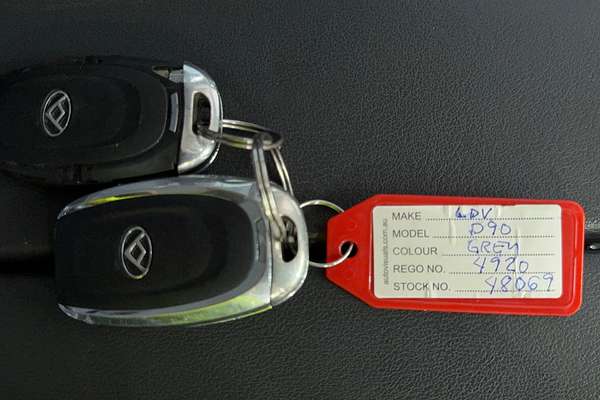 MAKE LDV
MODEL D90
COLOUR GREY
REGO NO. 4920
STOCK NO. 48069
autovisuals.com.au